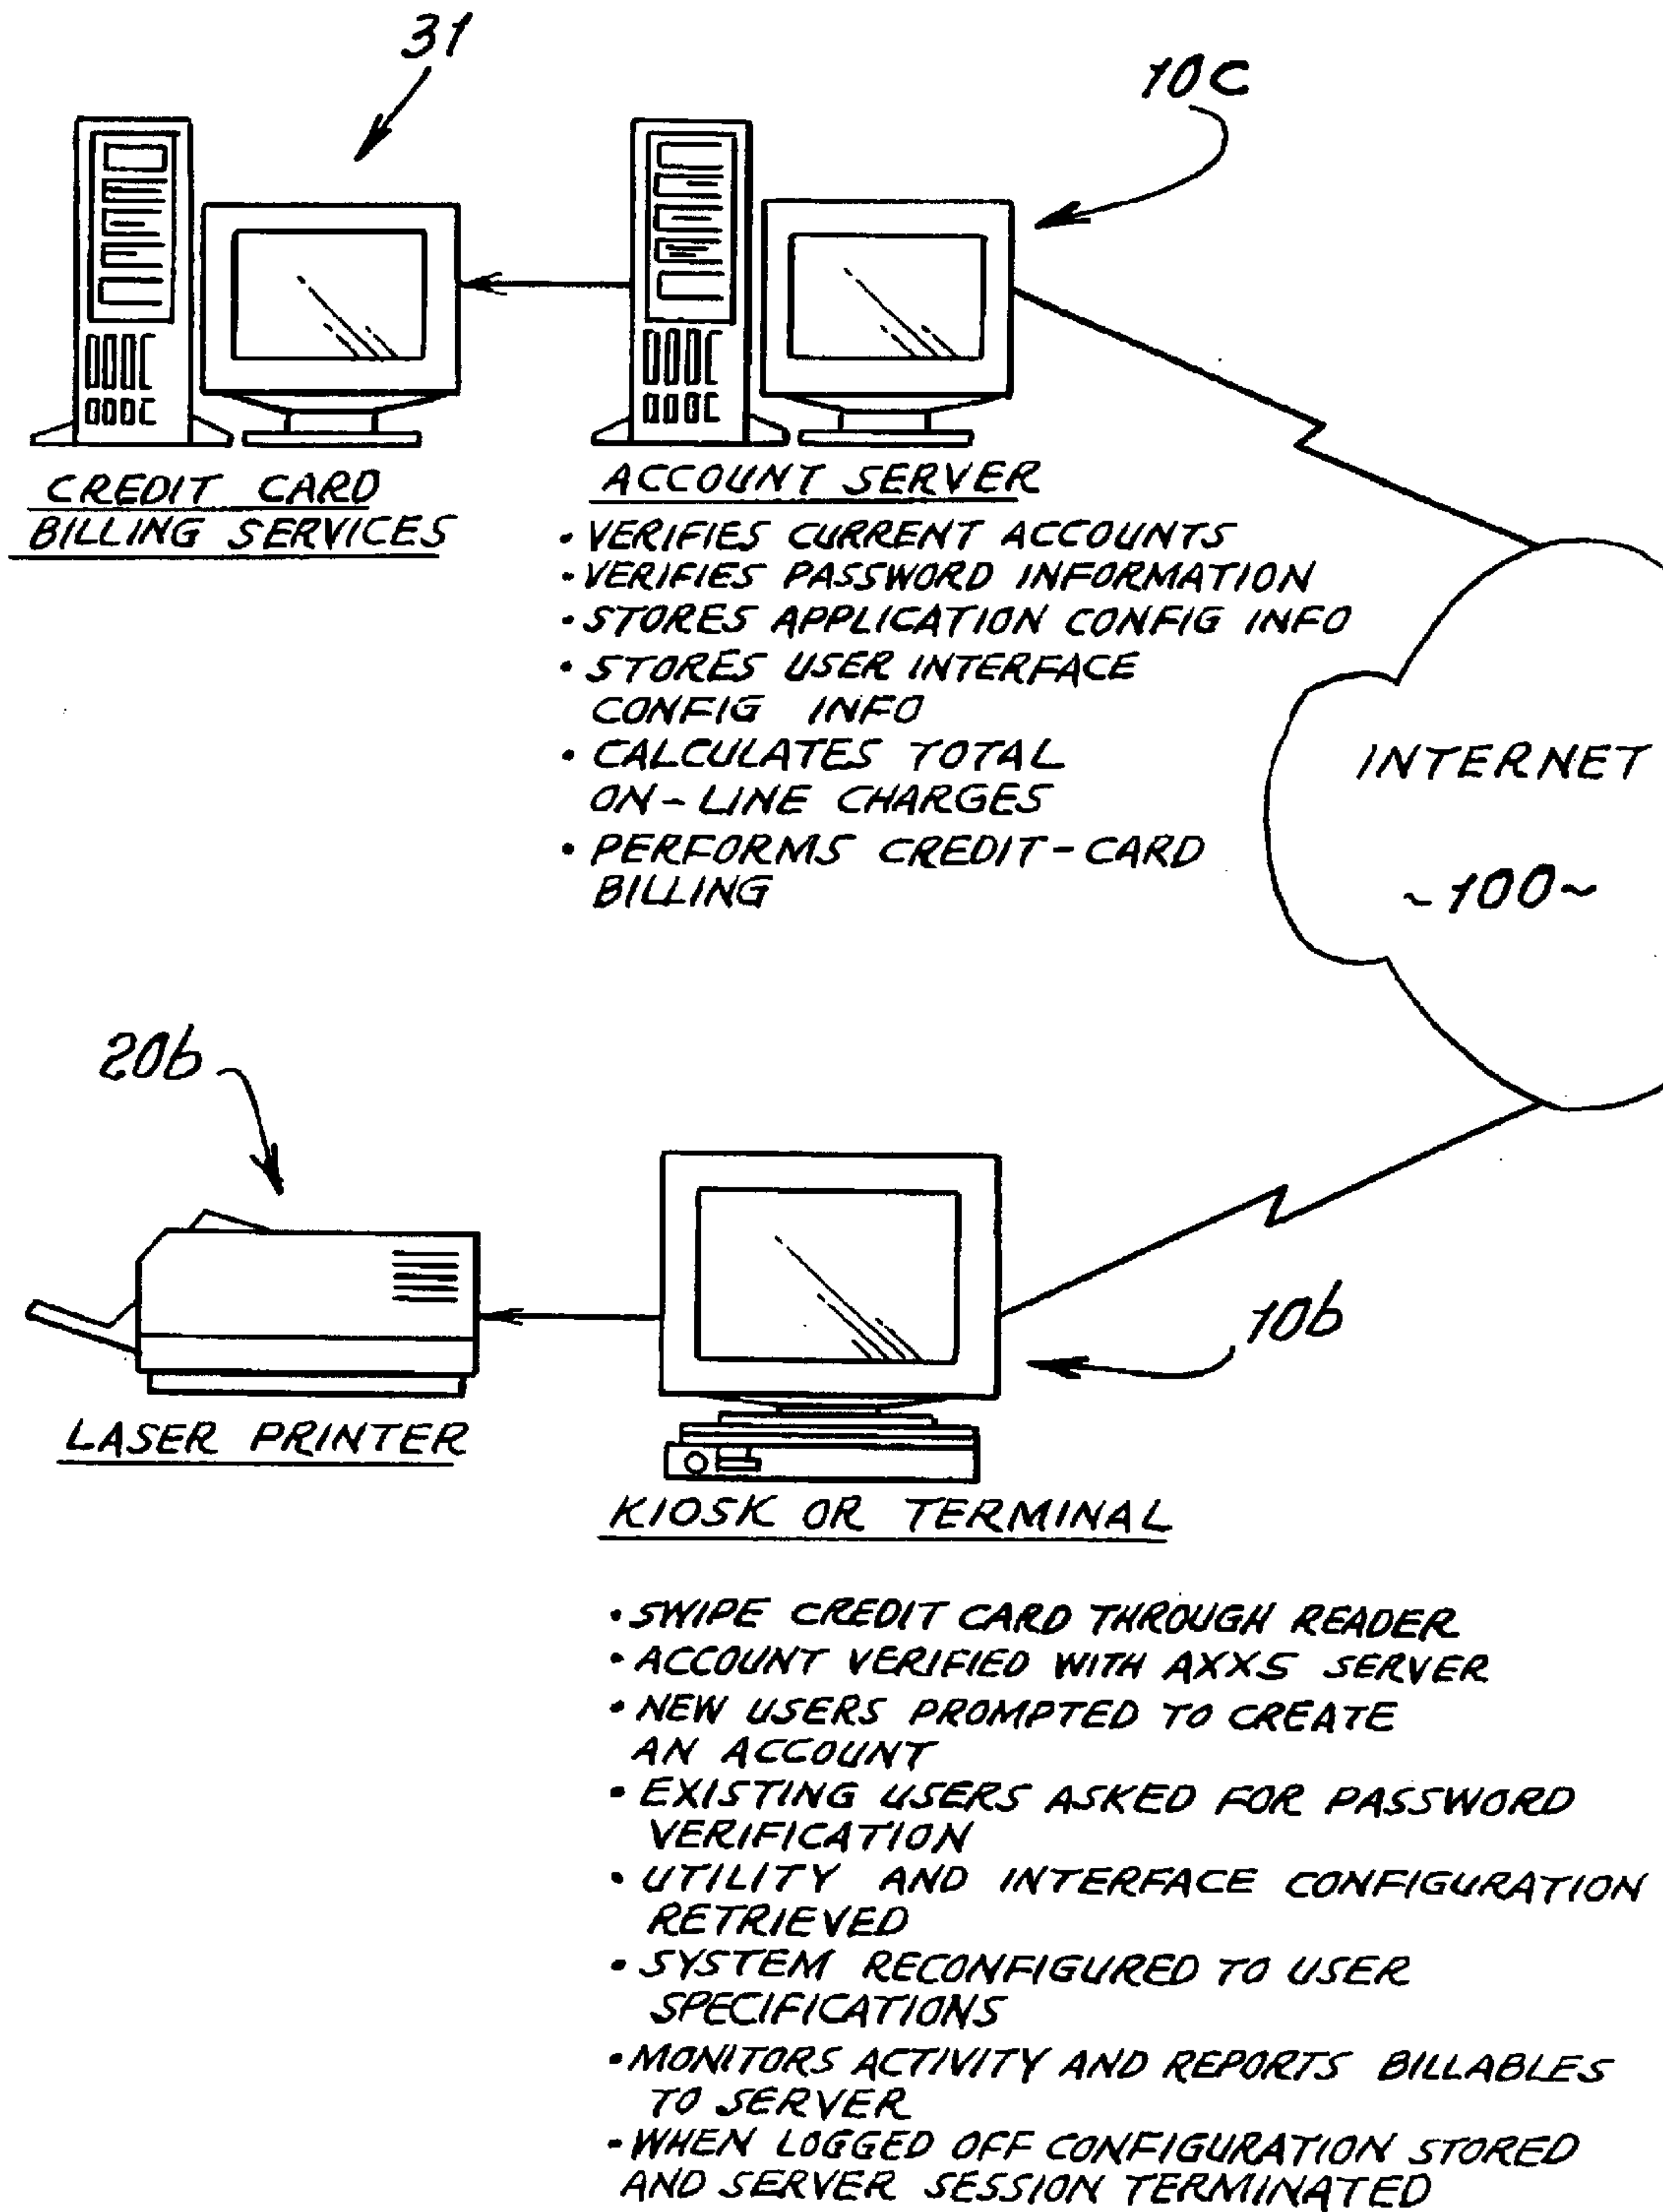 31
10c
CREDIT CARD
BILLING SERVICES
ACCOUNT SERVER
• VERIFIES CURRENT ACCOUNTS
• VERIFIES PASSWORD INFORMATION
• STORES APPLICATION CONFIG INFO
• STORES USER INTERFACE
CONFIG INFO
• CALCULATES TOTAL
ON-LINE CHARGES
• PERFORMS CREDIT-CARD
BILLING
INTERNET
~100~
20b
10b
LASER PRINTER
KIOSK OR TERMINAL
• SWIPE CREDIT CARD THROUGH READER
• ACCOUNT VERIFIED WITH AXXS SERVER
• NEW USERS PROMPTED TO CREATE
AN ACCOUNT
• EXISTING USERS ASKED FOR PASSWORD
VERIFICATION
• UTILITY AND INTERFACE CONFIGURATION
RETRIEVED
• SYSTEM RECONFIGURED TO USER
SPECIFICATIONS
• MONITORS ACTIVITY AND REPORTS BILLABLES
TO SERVER
• WHEN LOGGED OFF CONFIGURATION STORED
AND SERVER SESSION TERMINATED